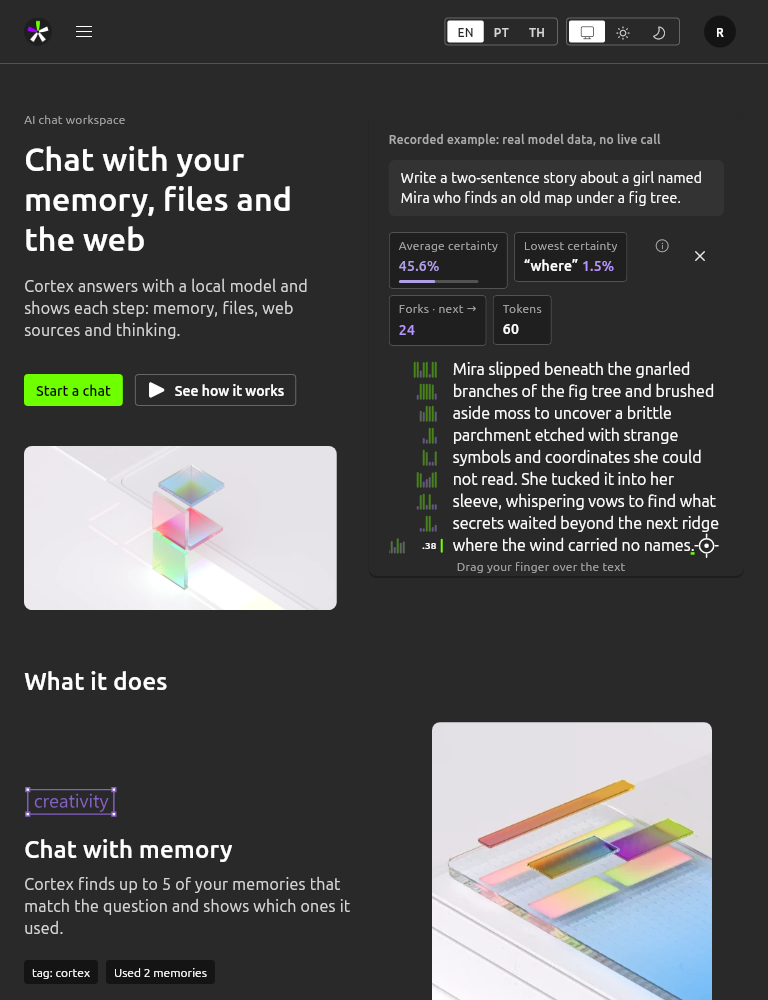 EN PT TH
R
AI chat workspace
Chat with your
memory, files and
the web
Cortex answers with a local model and
shows each step: memory, files, web
sources and thinking.
Start a chat
See how it works
Recorded example: real model data, no live call
Write a two-sentence story about a girl named
Mira who finds an old map under a fig tree.
Average certainty
45.6%
Lowest certainty
“where” 1.5%
Forks · next →
24
Tokens
60
Mira slipped beneath the gnarled
branches of the fig tree and brushed
aside moss to uncover a brittle
parchment etched with strange
symbols and coordinates she could
not read. She tucked it into her
sleeve, whispering vows to find what
secrets waited beyond the next ridge
.38 where the wind carried no names.
Drag your finger over the text
What it does
creativity
Chat with memory
Cortex finds up to 5 of your memories that
match the question and shows which ones it
used.
tag: cortex
Used 2 memories